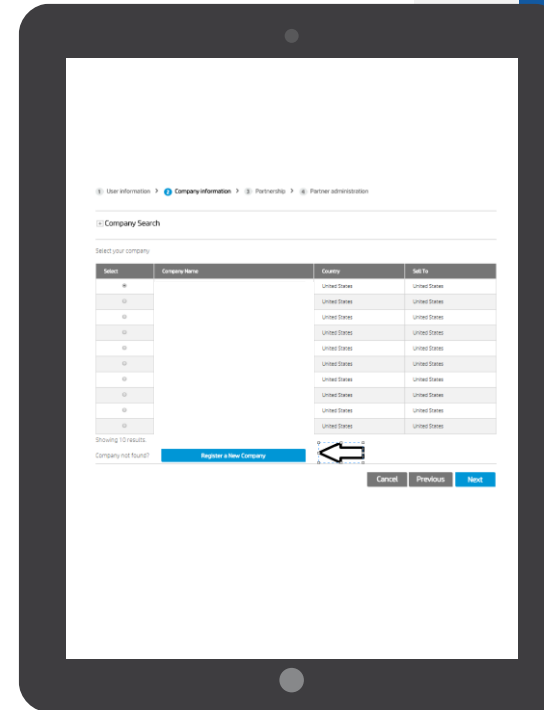 1 User information > 2 Company information > 3 Partnership > 4 Partner administration
Company Search
Select your company
Select Company Name Country Sell To
United States United States
United States United States
United States United States
United States United States
United States United States
United States United States
United States United States
United States United States
United States United States
United States United States
Showing 10 results.
Company not found? Register a New Company
Cancel Previous Next